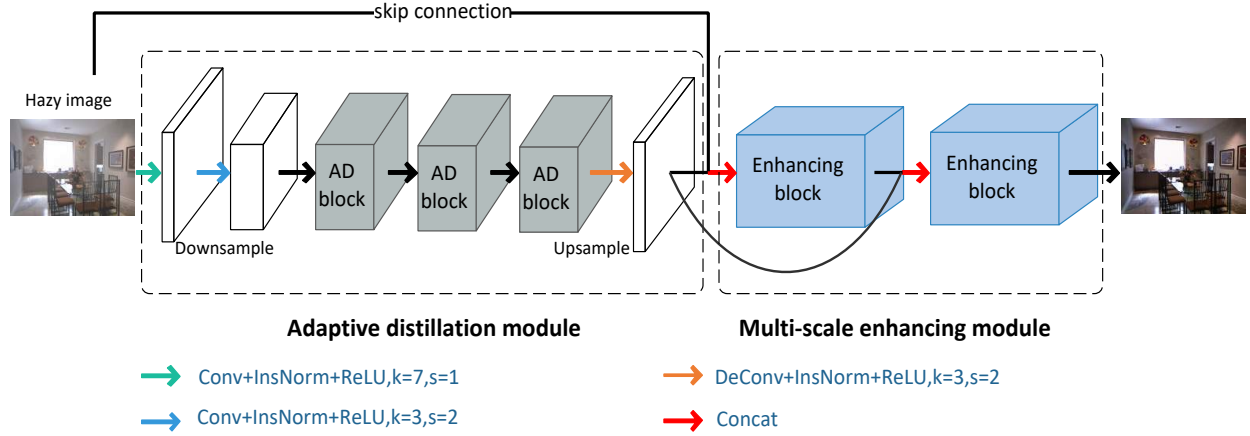 skip connection
Hazy image
AD
block
AD
block
AD
block
Enhancing
block
Enhancing
block
Downsample
Upsample
Adaptive distillation module
Multi-scale enhancing module
Conv+InsNorm+ReLU,k=7,s=1
DeConv+InsNorm+ReLU,k=3,s=2
Conv+InsNorm+ReLU,k=3,s=2
Concat